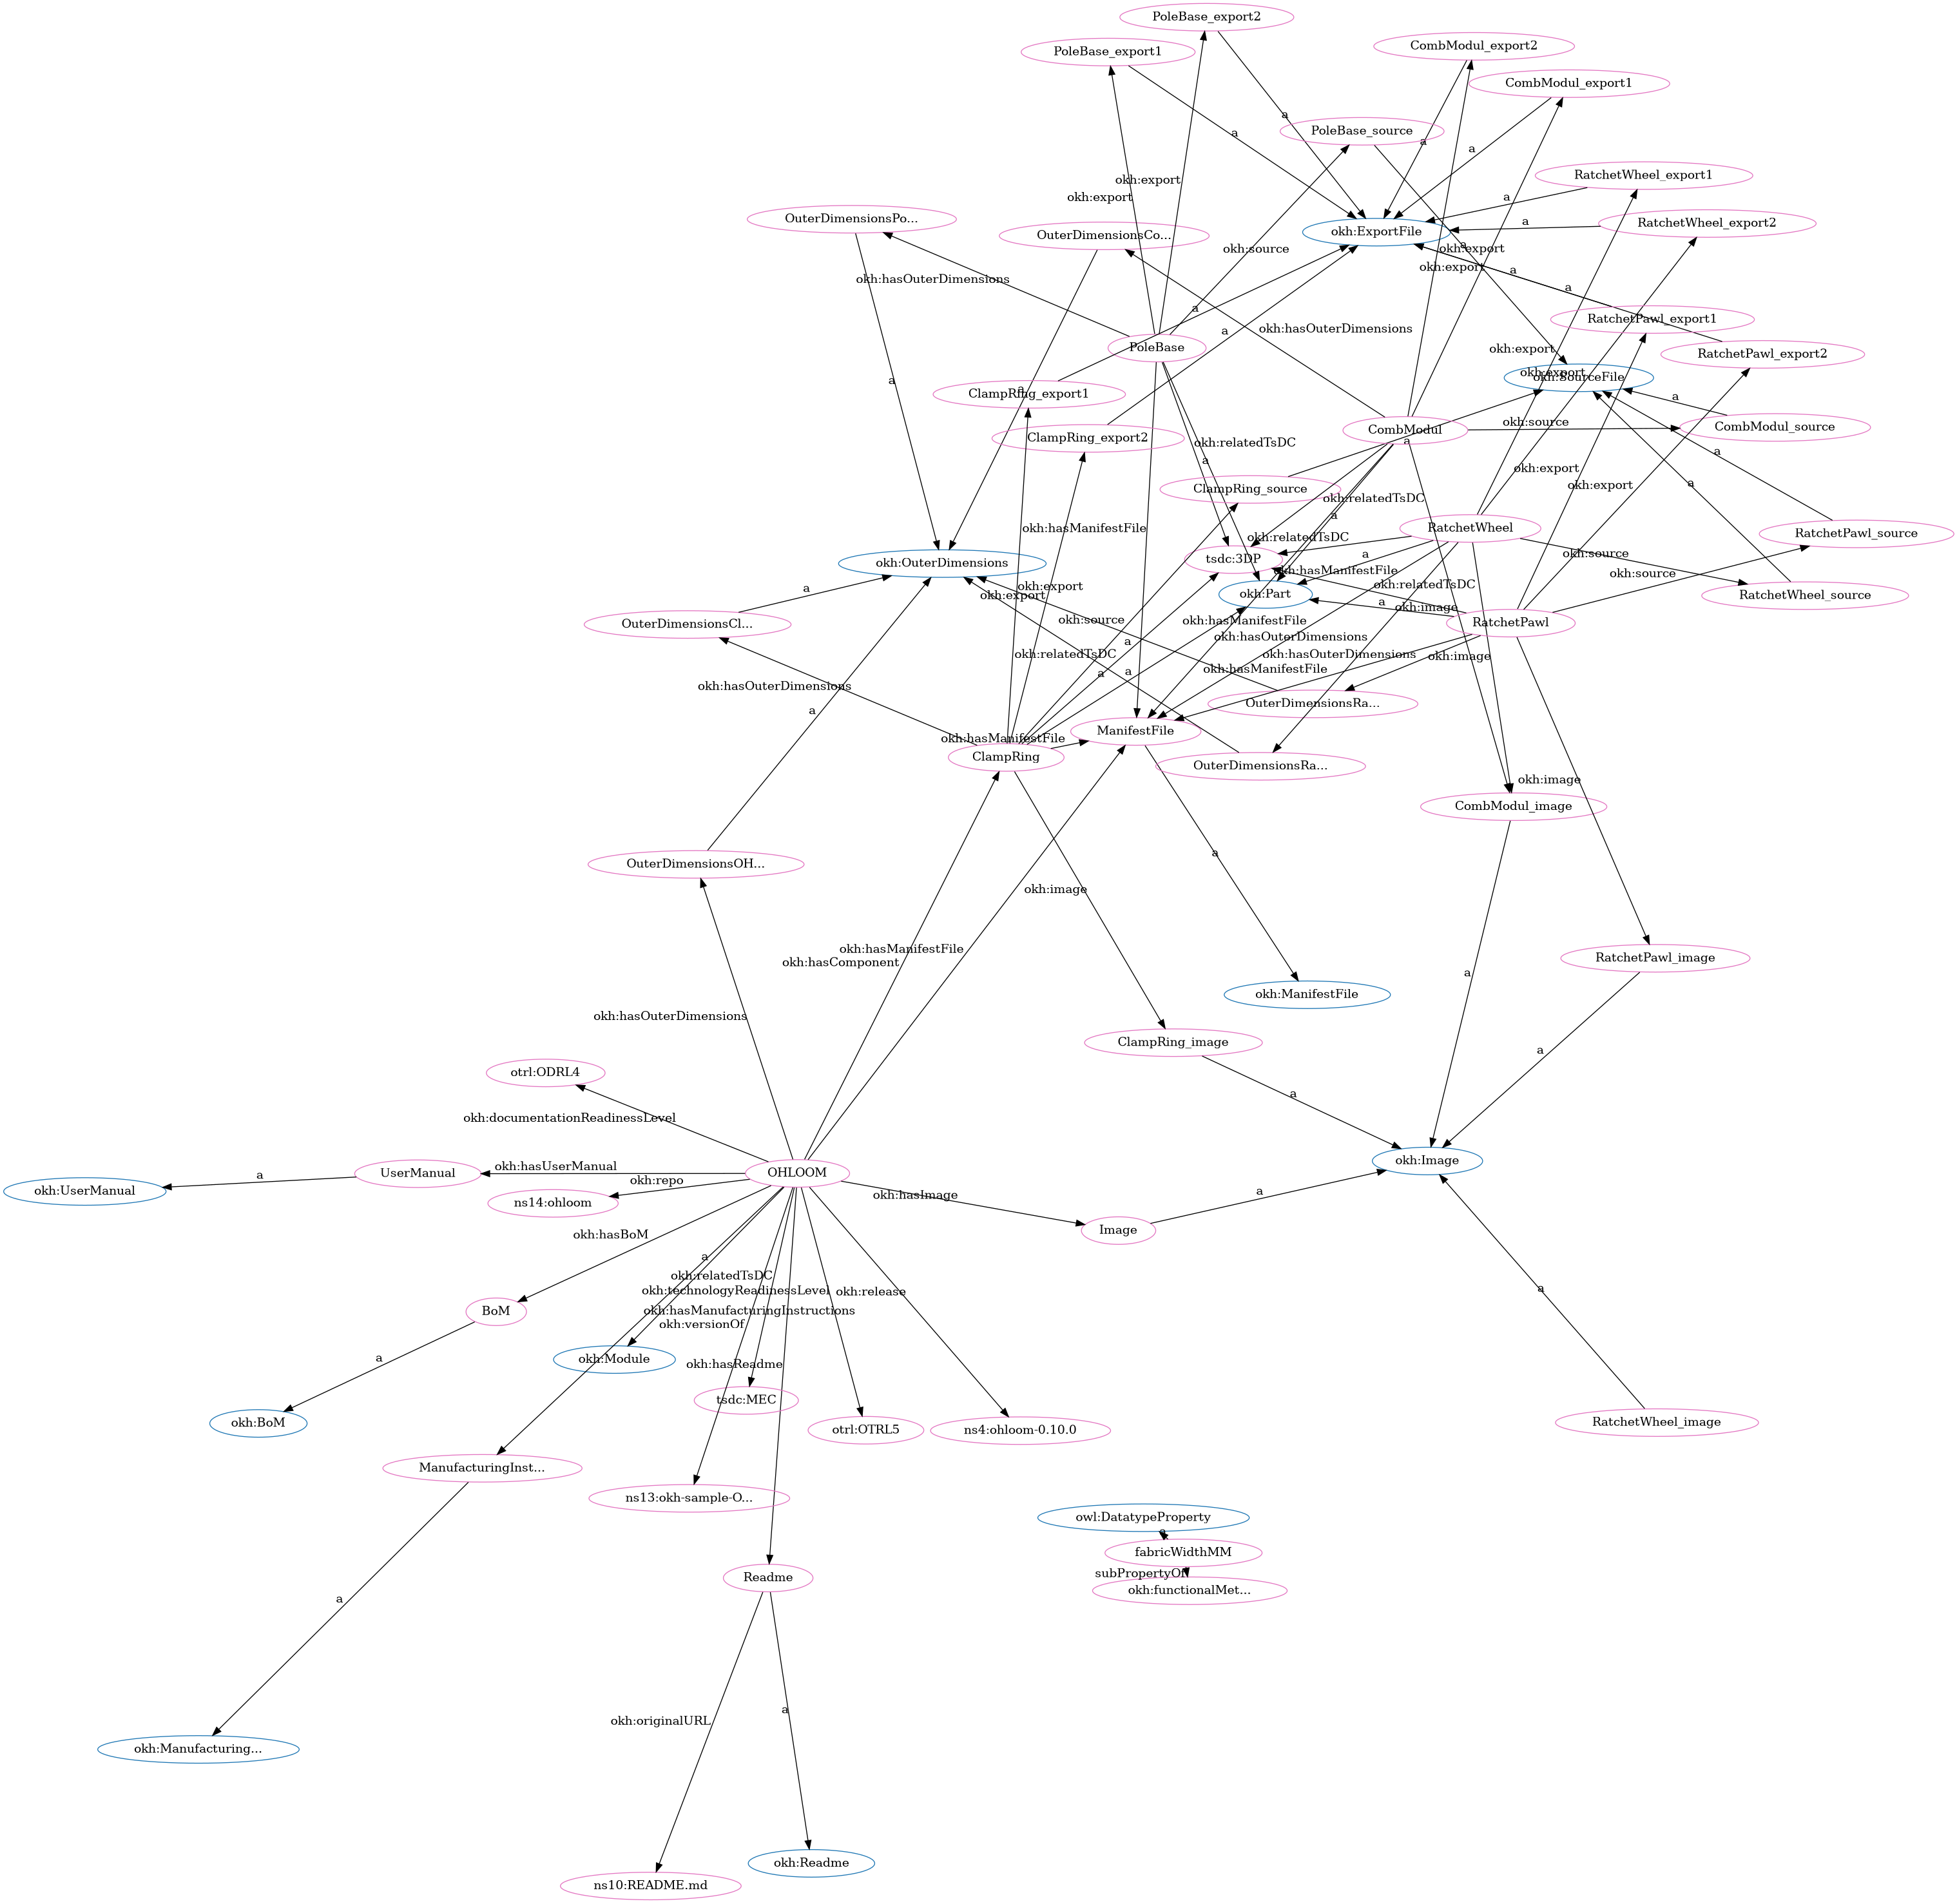 PoleBase_export2
CombModul_export2
PoleBase_export1
CombModul_export1
a
PoleBase_source
a
a
a
RatchetWheel_export1
okh:export
okh:export
a
OuterDimensionsPo...
RatchetWheel_export2
a
okh:ExportFile
OuterDimensionsCo...
a
okh:source
okh:export
okh:export
a
okh:hasOuterDimensions
a
a
RatchetPawl_export1
a
okh:hasOuterDimensions
PoleBase
okh:export
RatchetPawl_export2
okh:export
okh:SourceFile
a
a
ClampRing_export1
a
okh:source
CombModul
CombModul_source
ClampRing_export2
a
okh:relatedTsDC
a
a
okh:export
a
okh:export
ClampRing_source
okh:relatedTsDC
a
okh:hasManifestFile
RatchetWheel
RatchetPawl_source
okh:relatedTsDC
okh:source
okh:OuterDimensions
tsdc:3DP
a
okh:hasManifestFile
okh:source
okh:export
okh:relatedTsDC
a
okh:export
okh:Part
a
okh:image
RatchetWheel_source
okh:source
okh:hasManifestFile
OuterDimensionsCl...
RatchetPawl
a
okh:hasOuterDimensions
okh:relatedTsDC
okh:hasOuterDimensions
okh:image
a
a
okh:hasManifestFile
okh:hasOuterDimensions
OuterDimensionsRa...
a
okh:hasManifestFile
ManifestFile
ClampRing
OuterDimensionsRa...
okh:image
CombModul_image
a
OuterDimensionsOH...
okh:image
okh:hasManifestFile
okh:hasComponent
RatchetPawl_image
a
okh:ManifestFile
okh:hasOuterDimensions
ClampRing_image
a
otrl:ODRL4
a
okh:documentationReadinessLevel
okh:Image
okh:hasUserManual
UserManual
OHLOOM
a
okh:repo
okh:UserManual
okh:hasImage
a
ns14:ohloom
Image
okh:hasBoM
a
okh:relatedTsDC
okh:technologyReadinessLevel
okh:release
a
BoM
okh:hasManufacturingInstructions
okh:versionOf
a
okh:Module
okh:hasReadme
tsdc:MEC
okh:BoM
otrl:OTRL5
ns4:ohloom-0.10.0
RatchetWheel_image
ManufacturingInst...
ns13:okh-sample-O...
owl:DatatypeProperty
a
fabricWidthMM
subPropertyOf
Readme
okh:functionalMet...
a
okh:originalURL
a
okh:Manufacturing...
okh:Readme
ns10:README.md